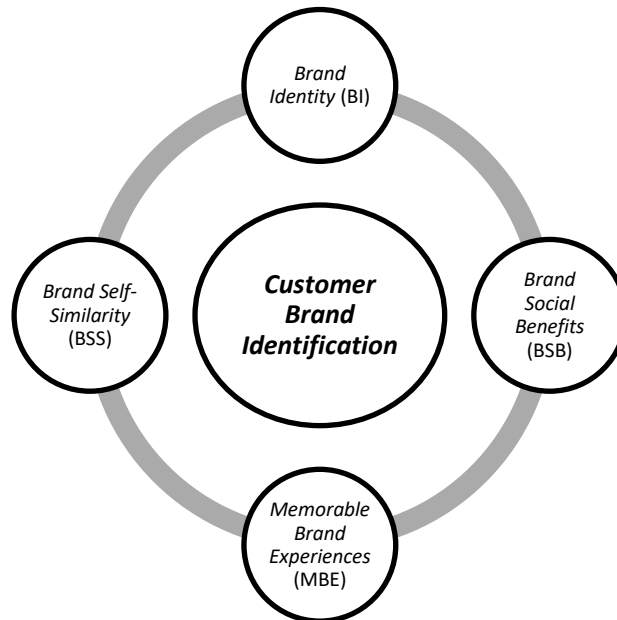 Brand
Identity (BI)
Brand Self-
Similarity
(BSS)
Customer
Brand
Identification
Brand
Social
Benefits
(BSB)
Memorable
Brand
Experiences
(MBE)